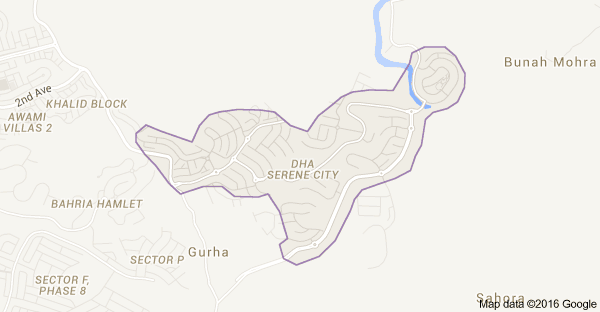 Bunah Mohra
2nd Ave
KHALID BLOCK
AWAMI
VILLAS 2
DHA
SERENE CITY
BAHRIA HAMLET
Gurha
SECTOR P
SECTOR F,
PHASE 8
Map data ©2016 Google